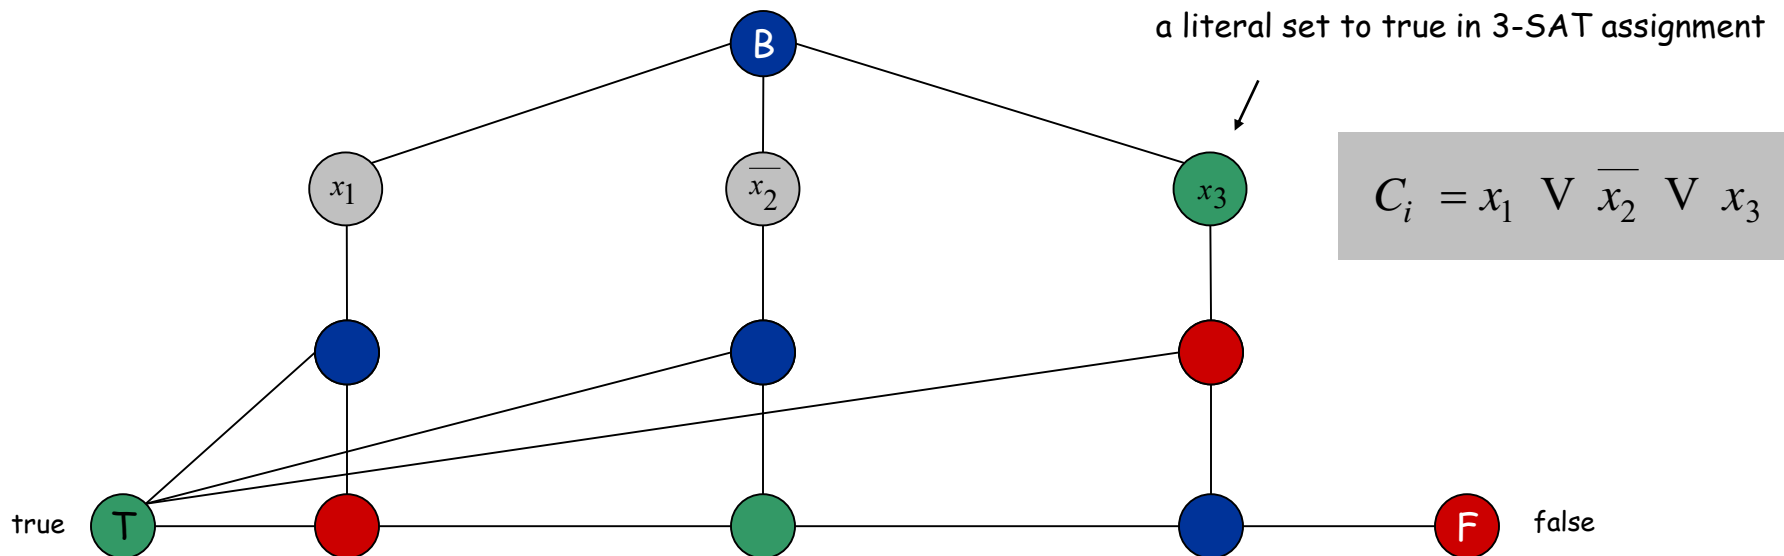 B
a literal set to true in 3-SAT assignment
x₁
x̅₂
x₃
Cᵢ = x₁ V x̅₂ V x₃
true
T
F
false